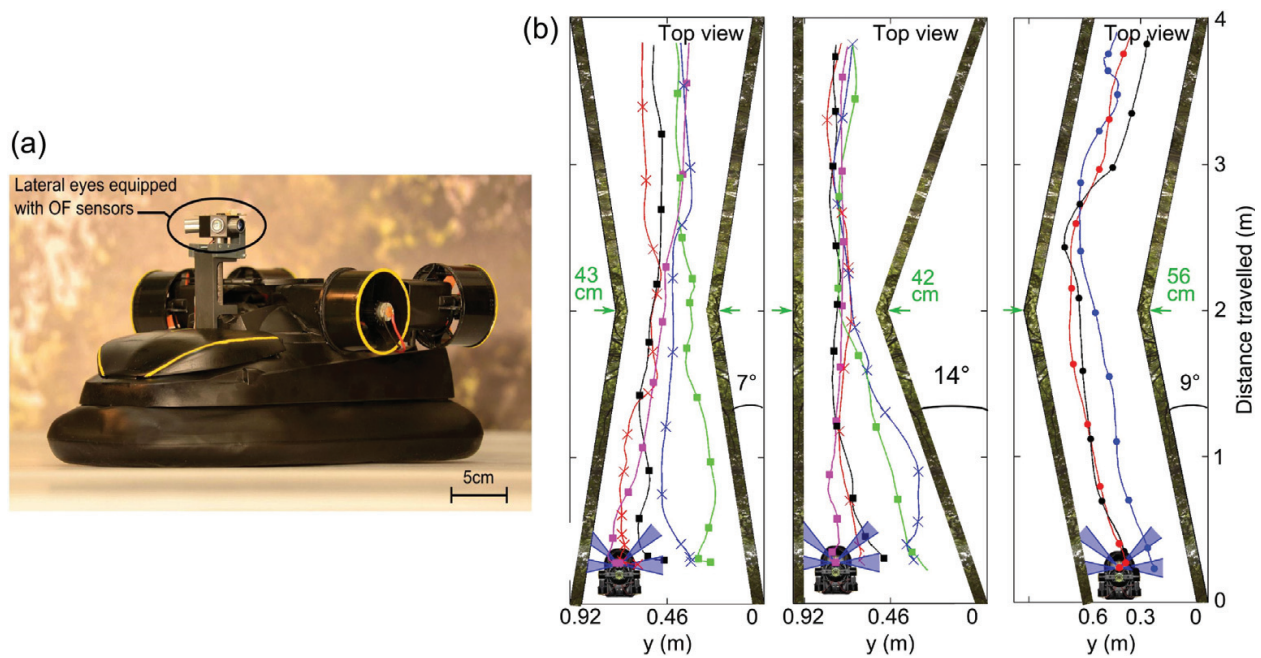 (a)
Lateral eyes equipped
with OF sensors
5cm
(b)
Top view
43
cm
7°
0.92
0.46
0
y (m)
Top view
42
cm
14°
0.92
0.46
0
y (m)
Top view
56
cm
9°
0.6
0.3
0
y (m)
4
3
2
1
0
Distance travelled (m)